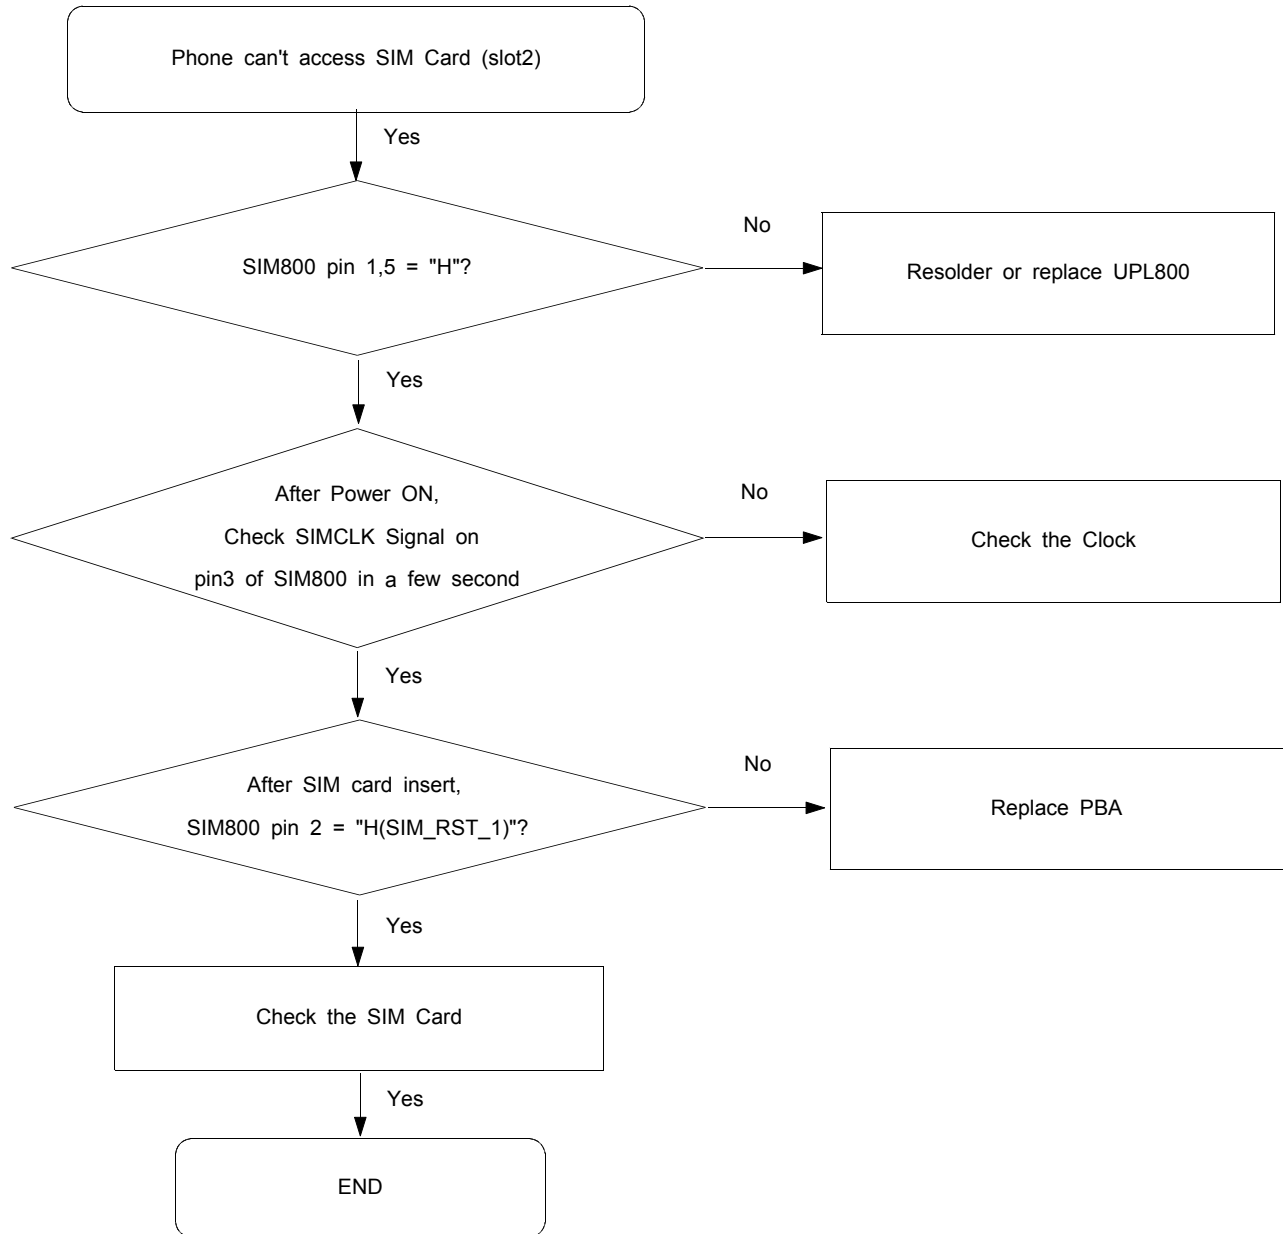 Phone can't access SIM Card (slot2)
Yes
SIM800 pin 1,5 = "H"?
No
Resolder or replace UPL800
Yes
After Power ON,
Check SIMCLK Signal on
pin3 of SIM800 in a few second
No
Check the Clock
Yes
After SIM card insert,
SIM800 pin 2 = "H(SIM_RST_1)"?
No
Replace PBA
Yes
Check the SIM Card
Yes
END